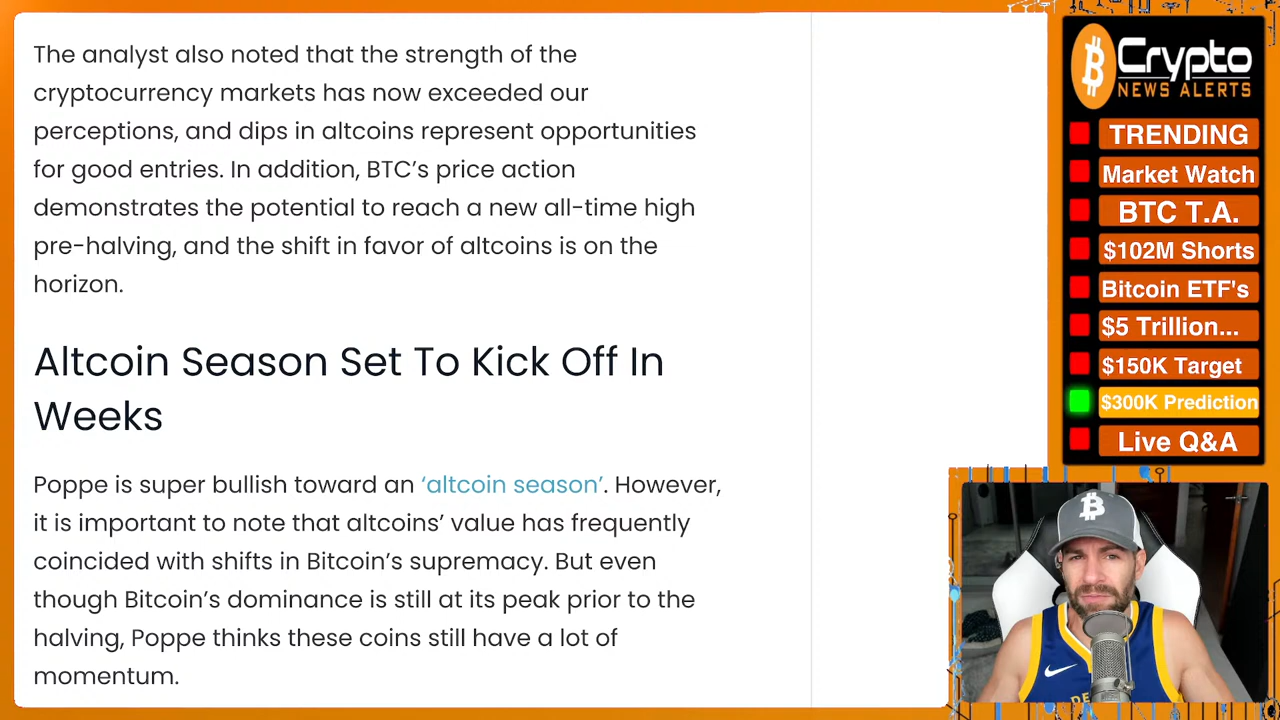 The analyst also noted that the strength of the
cryptocurrency markets has now exceeded our
perceptions, and dips in altcoins represent opportunities
for good entries. In addition, BTC’s price action
demonstrates the potential to reach a new all-time high
pre-halving, and the shift in favor of altcoins is on the
horizon.
Altcoin Season Set To Kick Off In
Weeks
Poppe is super bullish toward an ‘altcoin season’. However,
it is important to note that altcoins’ value has frequently
coincided with shifts in Bitcoin’s supremacy. But even
though Bitcoin’s dominance is still at its peak prior to the
halving, Poppe thinks these coins still have a lot of
momentum.
Crypto
NEWS ALERTS
TRENDING
Market Watch
BTC T.A.
$102M Shorts
Bitcoin ETF's
$5 Trillion...
$150K Target
$300K Prediction
Live Q&A